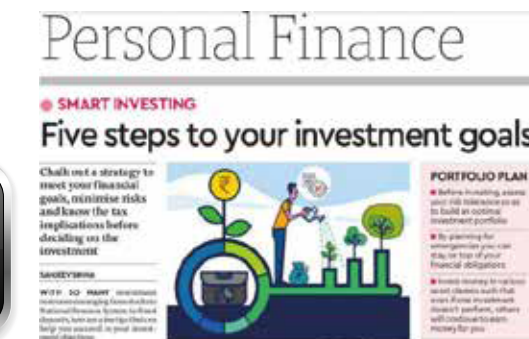 Personal Finance
SMART INVESTING
Five steps to your investment goals
Chalk out a strategy to
meet your financial
goals, minimise risks
and know the tax
implications before
deciding on the
investment
PORTFOLIO PLAN
Before investing, assess
your risk tolerance so as
to build an optimal
investment portfolio
By planning for
emergencies you can
stay on top of your
financial obligations
Invest money in various
asset classes such that
even if one investment
doesn't perform, others
will continue to earn
money for you
WITH SO MANY investment
₹